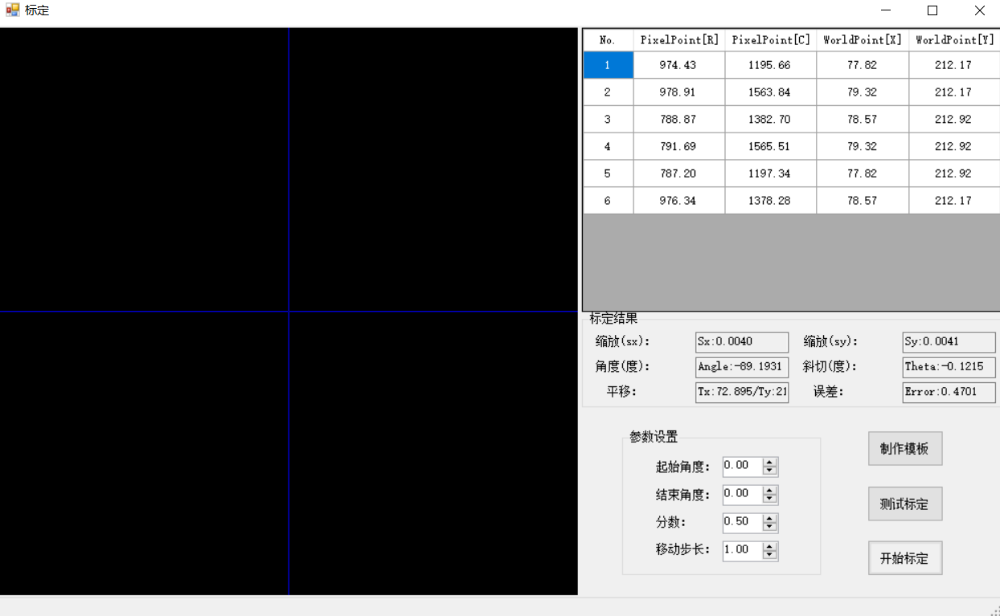 标定
No. PixelPoint[R] PixelPoint[C] WorldPoint[X] WorldPoint[Y]
1 974.43 1195.66 77.82 212.17
2 978.91 1563.84 79.32 212.17
3 788.87 1382.70 78.57 212.92
4 791.69 1565.51 79.32 212.92
5 787.20 1197.34 77.82 212.92
6 976.34 1378.28 78.57 212.17
标定结果
缩放(sx): Sx:0.0040 缩放(sy): Sy:0.0041
角度(度): Angle:-89.1931 斜切(度): Theta:-0.1215
平移: Tx:72.895/Ty:21 误差: Error:0.4701
参数设置
起始角度: 0.00
结束角度: 0.00
分数: 0.50
移动步长: 1.00
制作模板
测试标定
开始标定